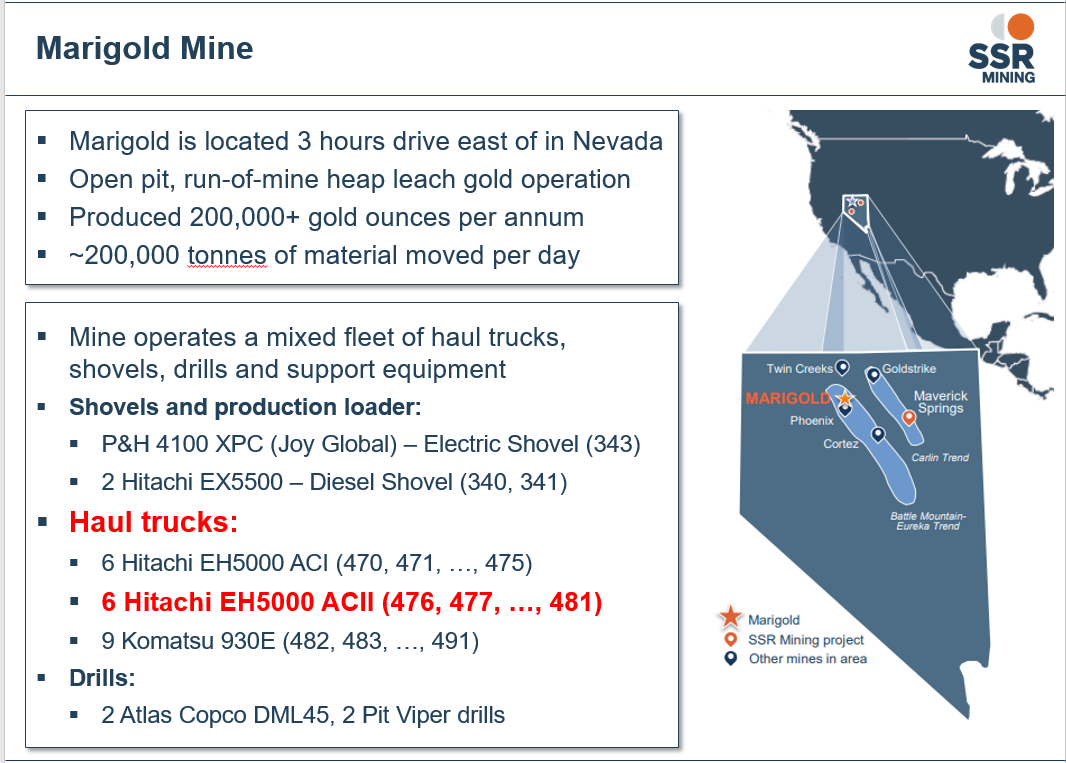 Marigold Mine
SSR
MINING
▪ Marigold is located 3 hours drive east of in Nevada
▪ Open pit, run-of-mine heap leach gold operation
▪ Produced 200,000+ gold ounces per annum
▪ ~200,000 tonnes of material moved per day
▪ Mine operates a mixed fleet of haul trucks,
shovels, drills and support equipment
▪ Shovels and production loader:
▪ P&H 4100 XPC (Joy Global) – Electric Shovel (343)
▪ 2 Hitachi EX5500 – Diesel Shovel (340, 341)
▪ Haul trucks:
▪ 6 Hitachi EH5000 ACI (470, 471, …, 475)
▪ 6 Hitachi EH5000 ACII (476, 477, …, 481)
▪ 9 Komatsu 930E (482, 483, …, 491)
▪ Drills:
▪ 2 Atlas Copco DML45, 2 Pit Viper drills
Twin Creeks
Goldstrike
MARIGOLD
Maverick
Springs
Phoenix
Cortez
Carlin Trend
Battle Mountain-
Eureka Trend
Marigold
SSR Mining project
Other mines in area